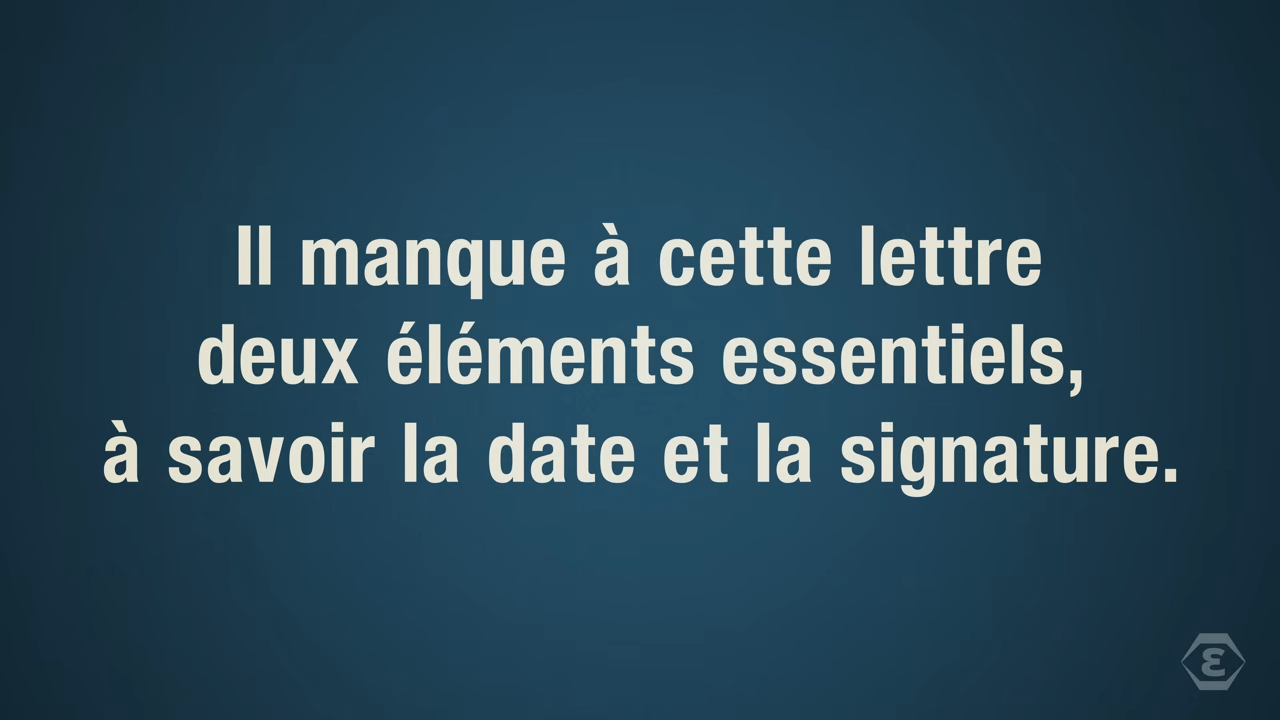 Il manque à cette lettre
deux éléments essentiels,
à savoir la date et la signature.
ε